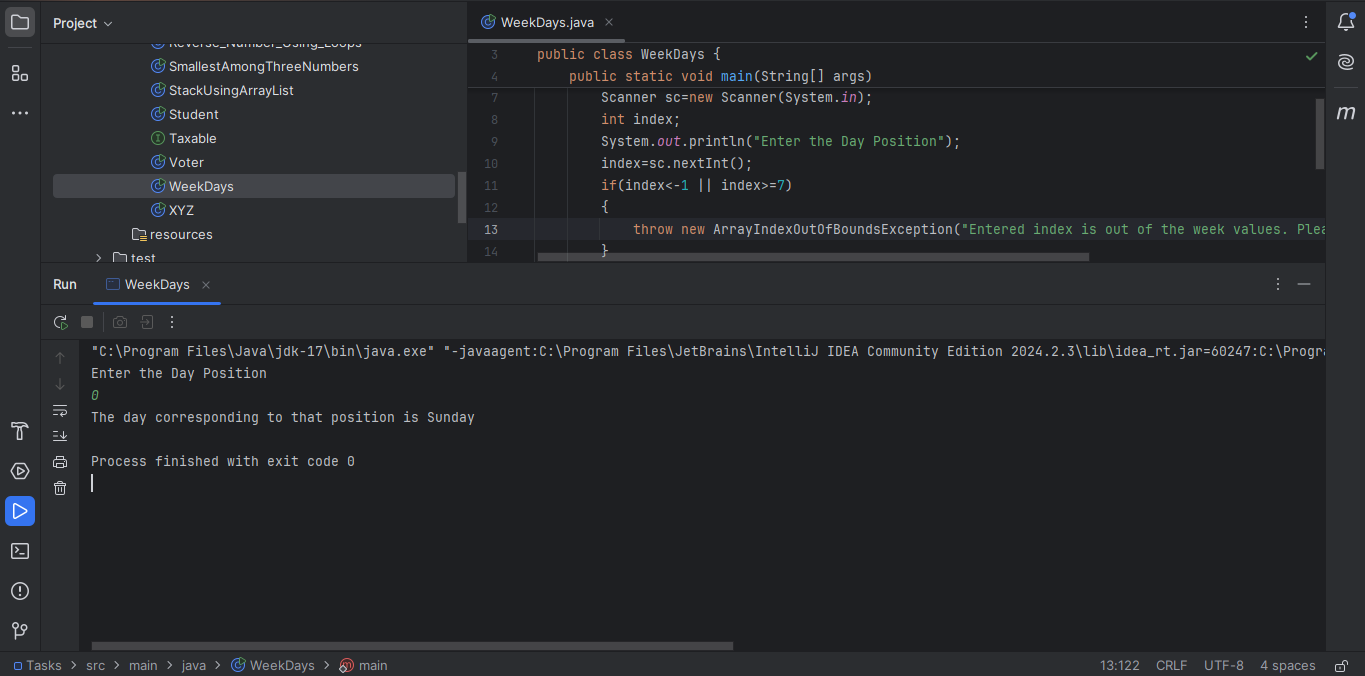 Project
Reverse_Number_Using_Loops
SmallestAmongThreeNumbers
StackUsingArrayList
Student
Taxable
Voter
WeekDays
XYZ
resources
test
WeekDays.java
3 public class WeekDays {
4 public static void main(String[] args)
7 Scanner sc=new Scanner(System.in);
8 int index;
9 System.out.println("Enter the Day Position");
10 index=sc.nextInt();
11 if(index<-1 || index>=7)
12 {
13 throw new ArrayIndexOutOfBoundsException("Entered index is out of the week values. Plea
14 }
m
Run WeekDays
"C:\Program Files\Java\jdk-17\bin\java.exe" "-javaagent:C:\Program Files\JetBrains\IntelliJ IDEA Community Edition 2024.2.3\lib\idea_rt.jar=60247:C:\Progra
Enter the Day Position
0
The day corresponding to that position is Sunday
Process finished with exit code 0
Tasks > src > main > java > WeekDays > main
13:122 CRLF UTF-8 4 spaces